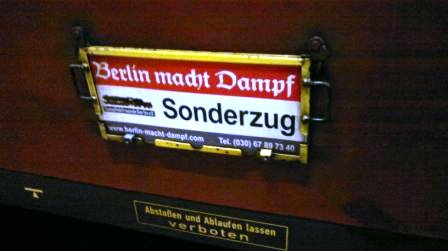 Berlin macht Dampf
Sonderzug
www.berlin-macht-dampf.com Tel. (030) 67 89 73 40
Abstoßen und Ablaufen lassen
verboten